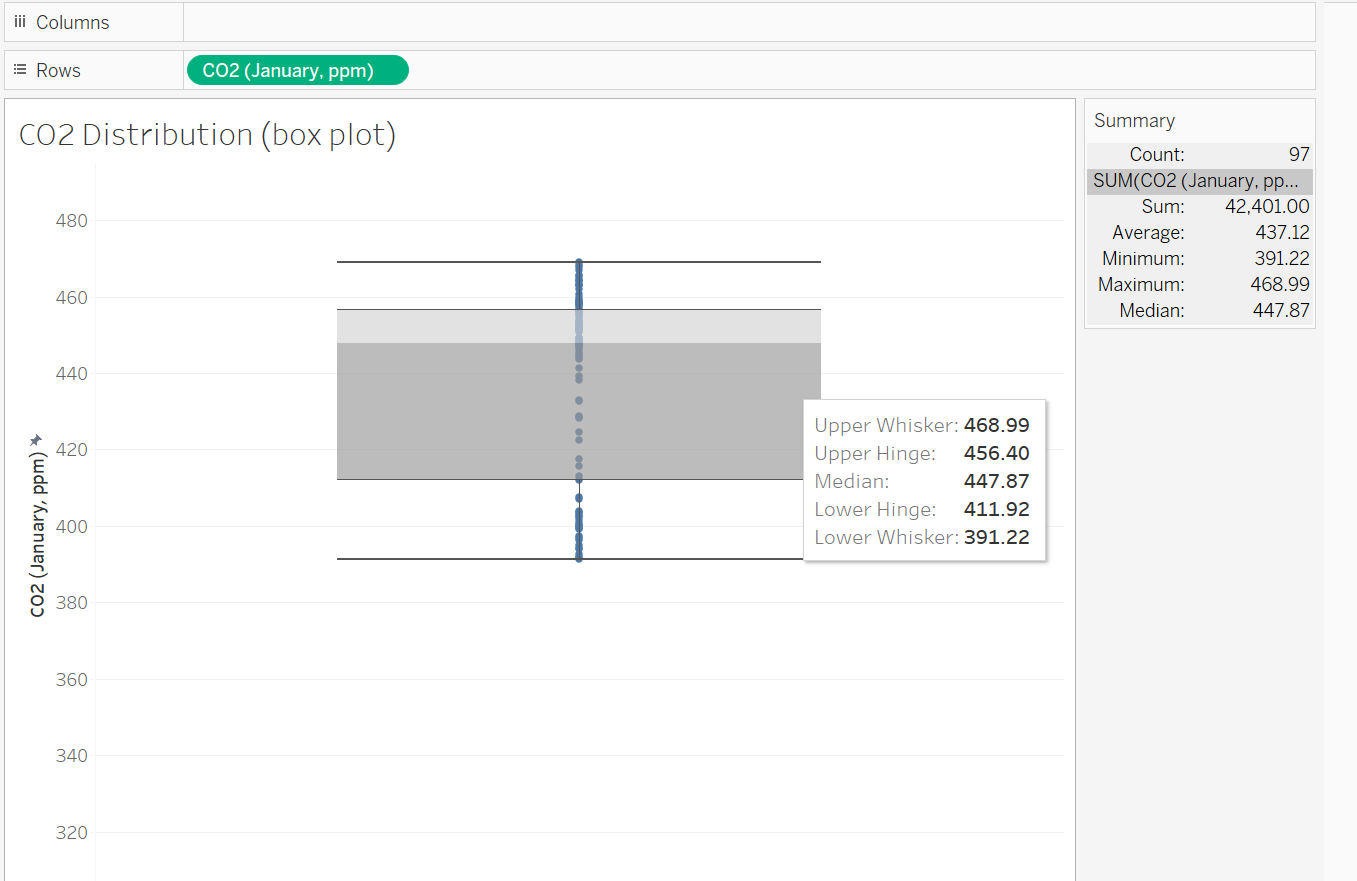 Columns
Rows
CO2 (January, ppm)
CO2 Distribution (box plot)
480
460
440
420
400
380
360
340
320
CO2 (January, ppm)
Upper Whisker: 468.99
Upper Hinge: 456.40
Median: 447.87
Lower Hinge: 411.92
Lower Whisker: 391.22
Summary
Count: 97
SUM(CO2 (January, pp...
Sum: 42,401.00
Average: 437.12
Minimum: 391.22
Maximum: 468.99
Median: 447.87